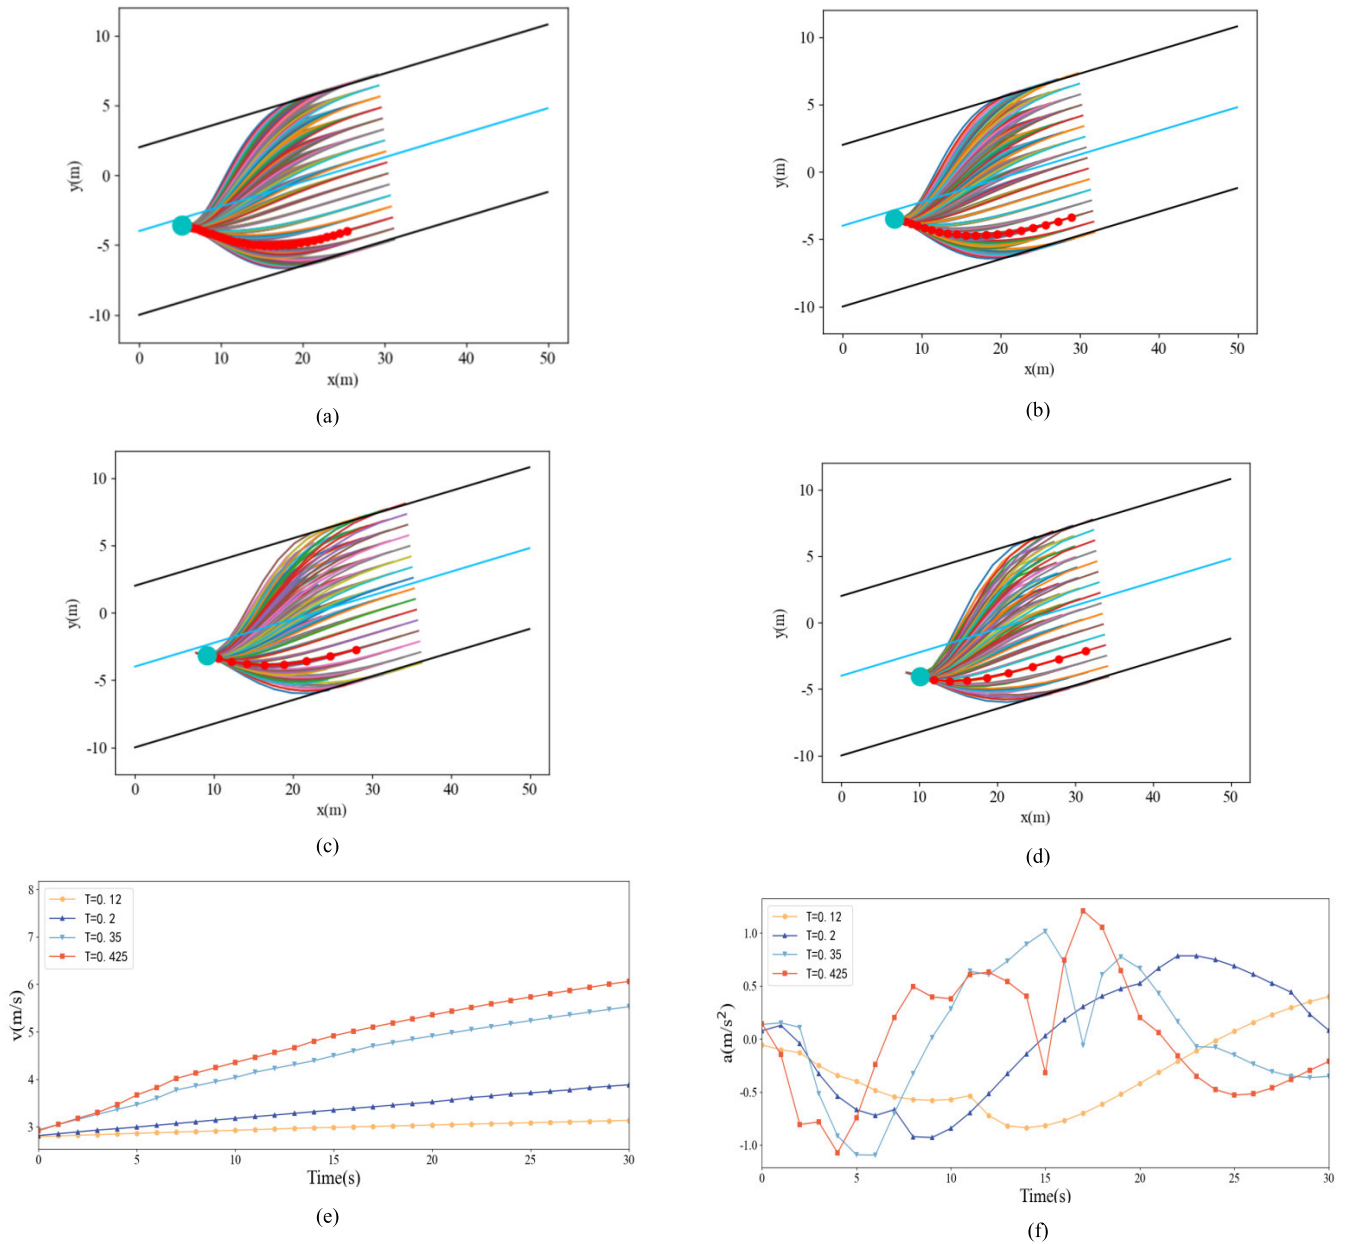 10
5
0
-5
-10
y(m)
0 10 20 30 40 50
x(m)
(a)
10
5
0
-5
-10
y(m)
0 10 20 30 40 50
x(m)
(b)
10
5
0
-5
-10
y(m)
0 10 20 30 40 50
x(m)
(c)
10
5
0
-5
-10
y(m)
0 10 20 30 40 50
x(m)
(d)
8
7
6
5
4
3
v(m/s)
T=0. 12
T=0. 2
T=0. 35
T=0. 425
0 5 10 15 20 25 30
Time(s)
(e)
1.0
0.5
0.0
-0.5
-1.0
a(m/s²)
T=0. 12
T=0. 2
T=0. 35
T=0. 425
0 5 10 15 20 25 30
Time(s)
(f)